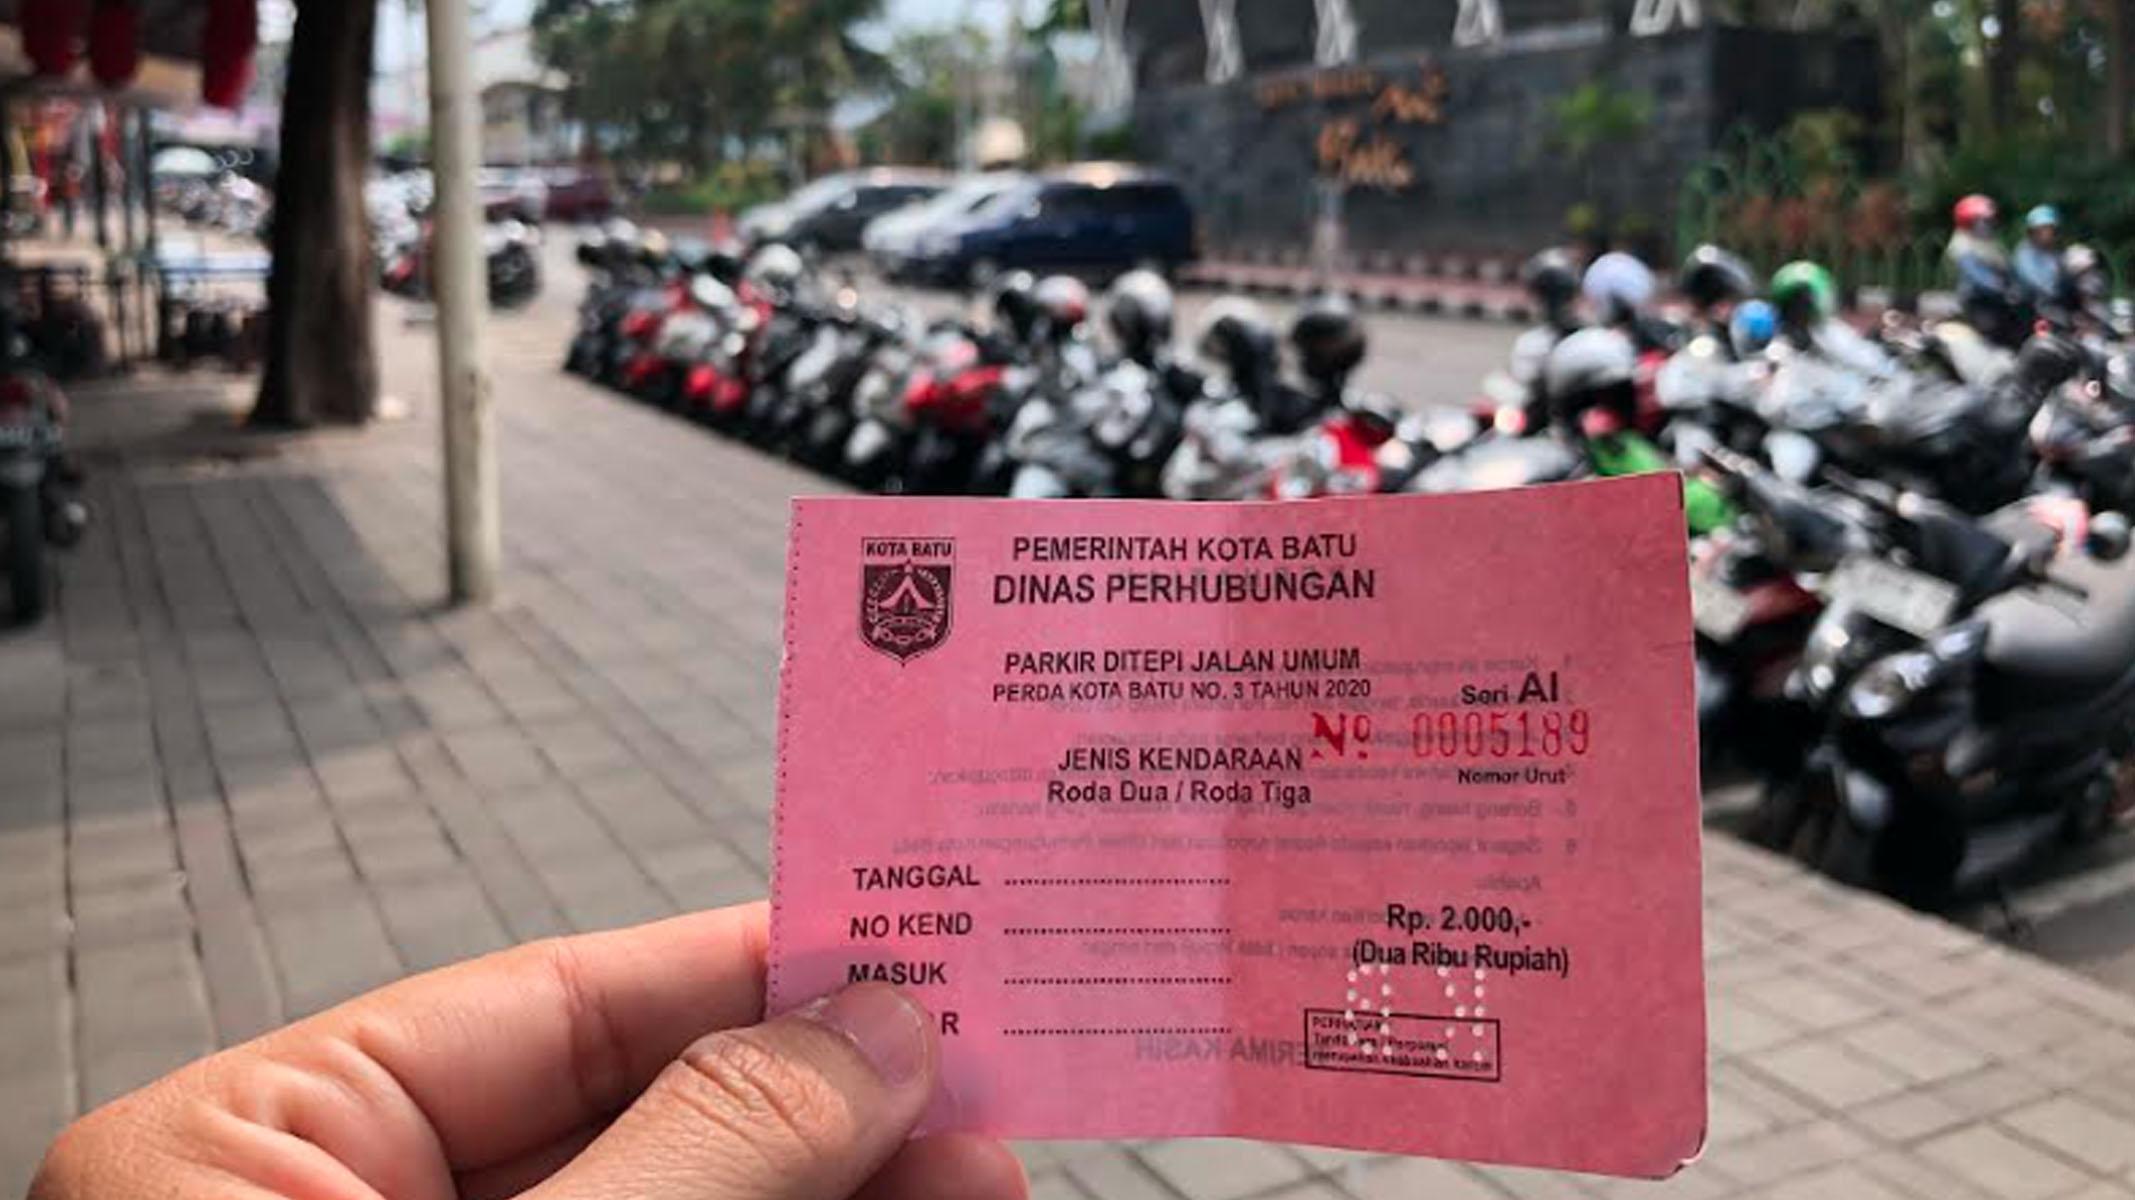 KOTA BATU
PEMERINTAH KOTA BATU
DINAS PERHUBUNGAN
PARKIR DITEPI JALAN UMUM
PERDA KOTA BATU NO. 3 TAHUN 2020
Seri AI
Nº 0005189
Nomor Urut
JENIS KENDARAAN
Roda Dua / Roda Tiga
TANGGAL ........................................
NO KEND ........................................
MASUK ........................................
R ........................................
Rp. 2.000,-
(Dua Ribu Rupiah)